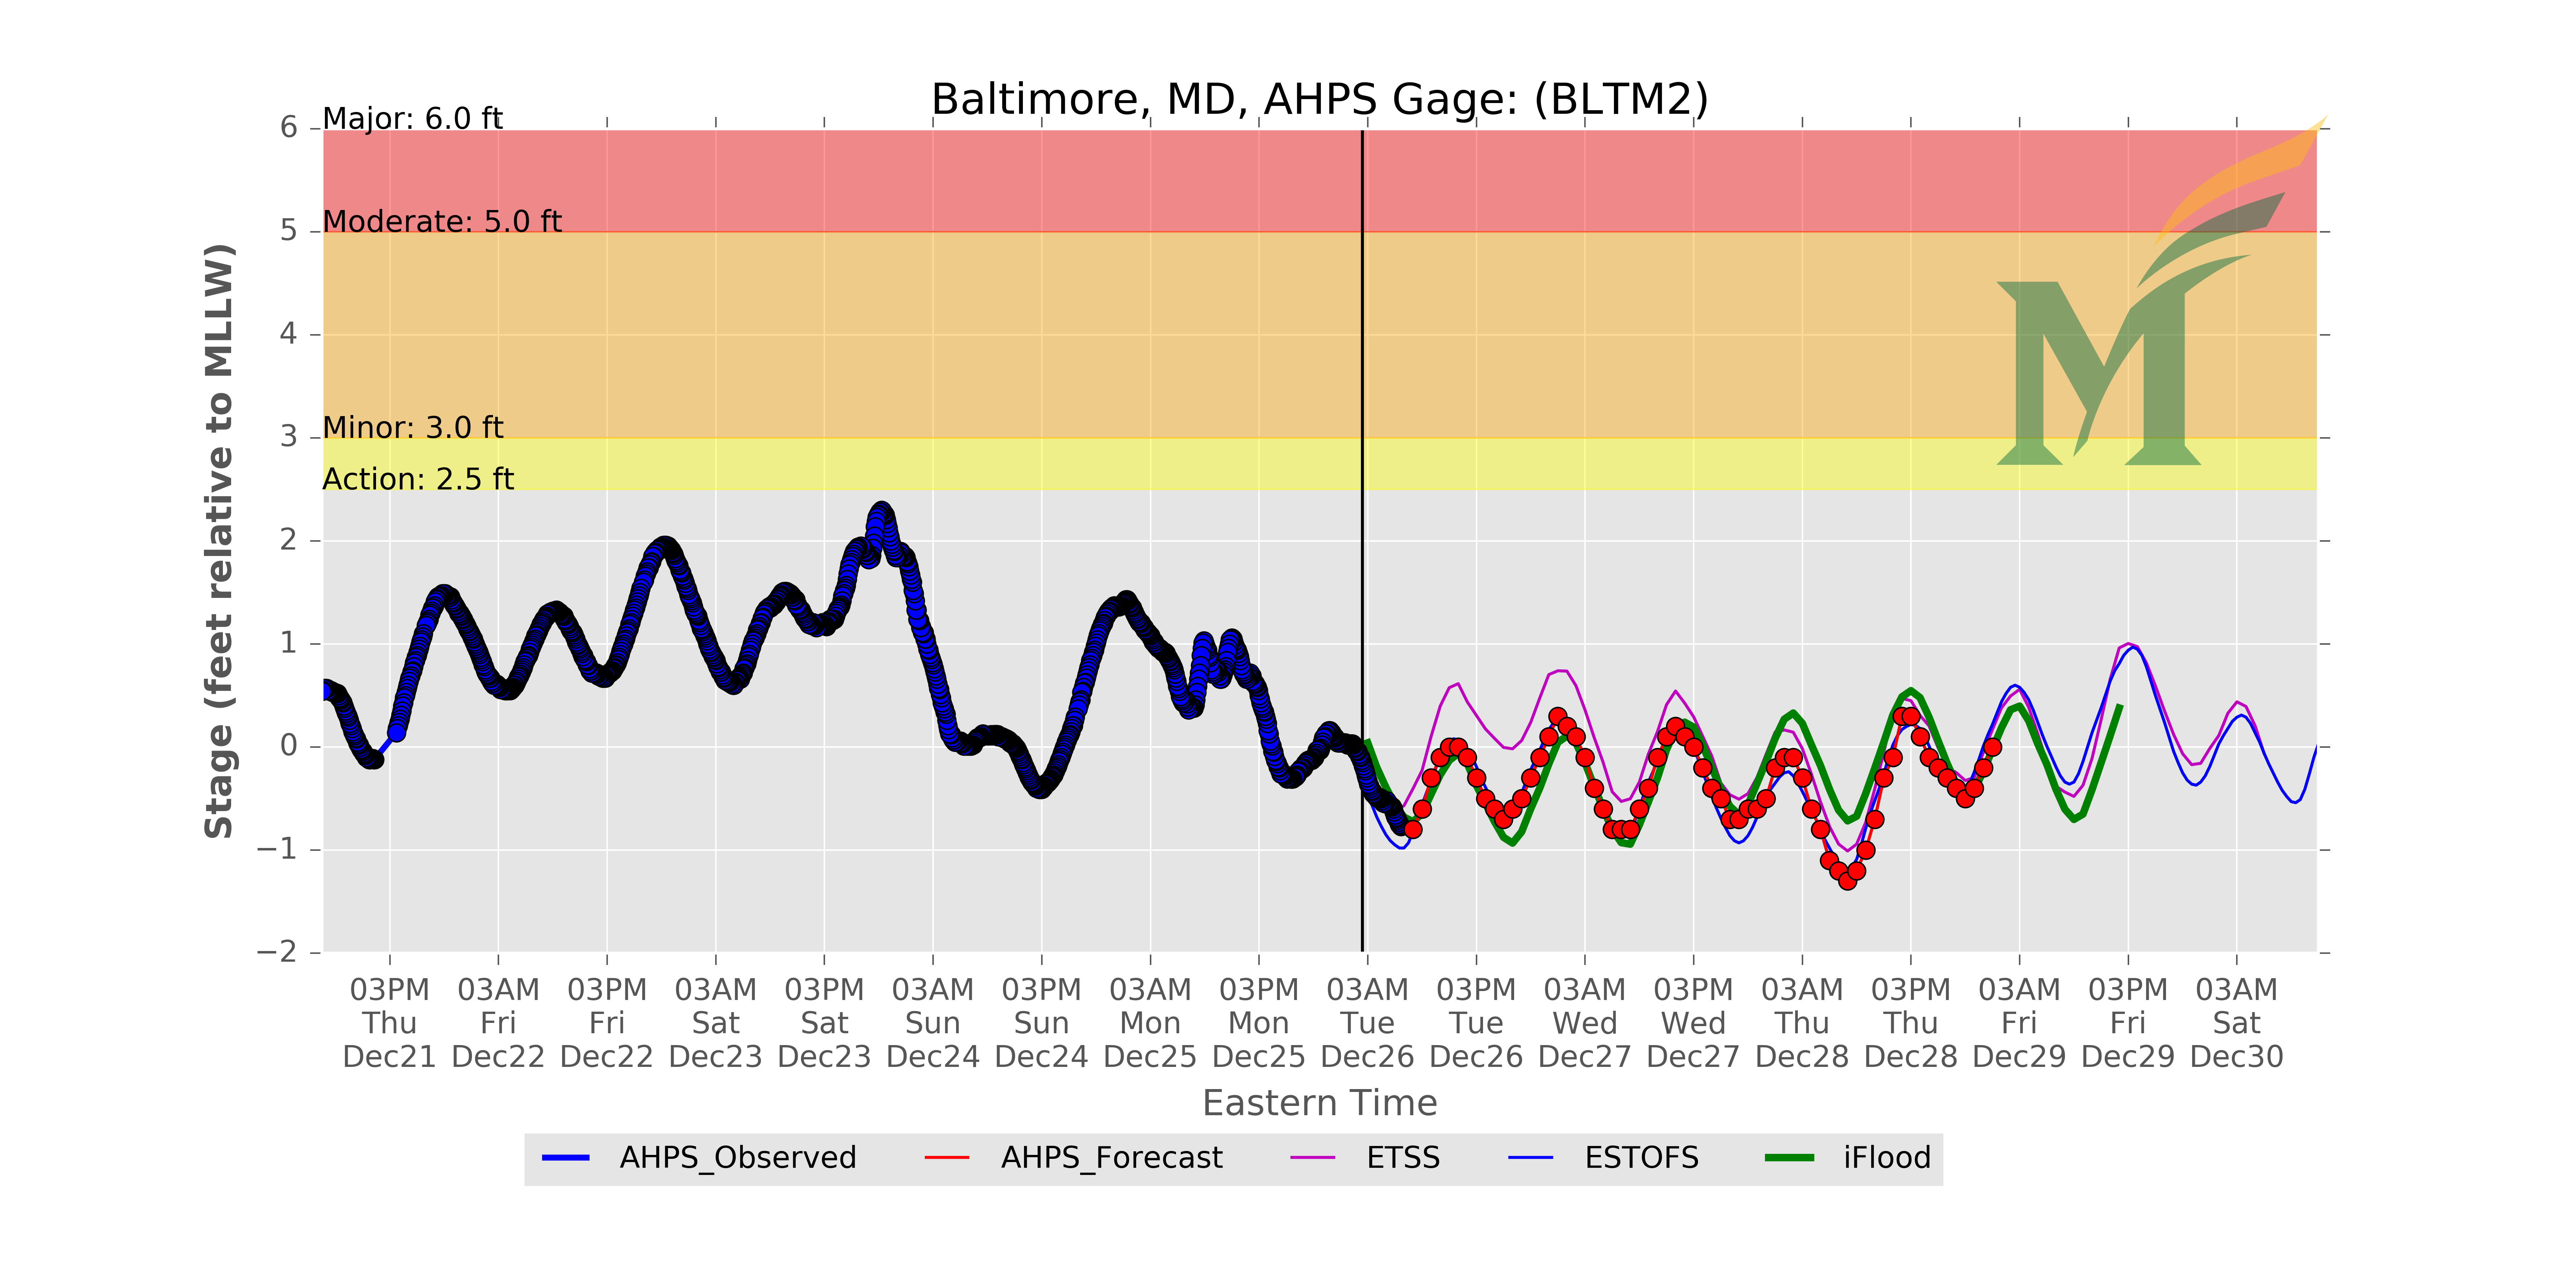 Baltimore, MD, AHPS Gage: (BLTM2)
Major: 6.0 ft
Moderate: 5.0 ft
Minor: 3.0 ft
Action: 2.5 ft
6
5
4
3
2
1
0
−1
−2
Stage (feet relative to MLLW)
03PM 03AM 03PM 03AM 03PM 03AM 03PM 03AM 03PM 03AM 03PM 03AM 03PM 03AM 03PM 03AM 03PM 03AM
Thu Fri Fri Sat Sat Sun Sun Mon Mon Tue Tue Wed Wed Thu Thu Fri Fri Sat
Dec21 Dec22 Dec22 Dec23 Dec23 Dec24 Dec24 Dec25 Dec25 Dec26 Dec26 Dec27 Dec27 Dec28 Dec28 Dec29 Dec29 Dec30
Eastern Time
AHPS_Observed AHPS_Forecast ETSS ESTOFS iFlood
M